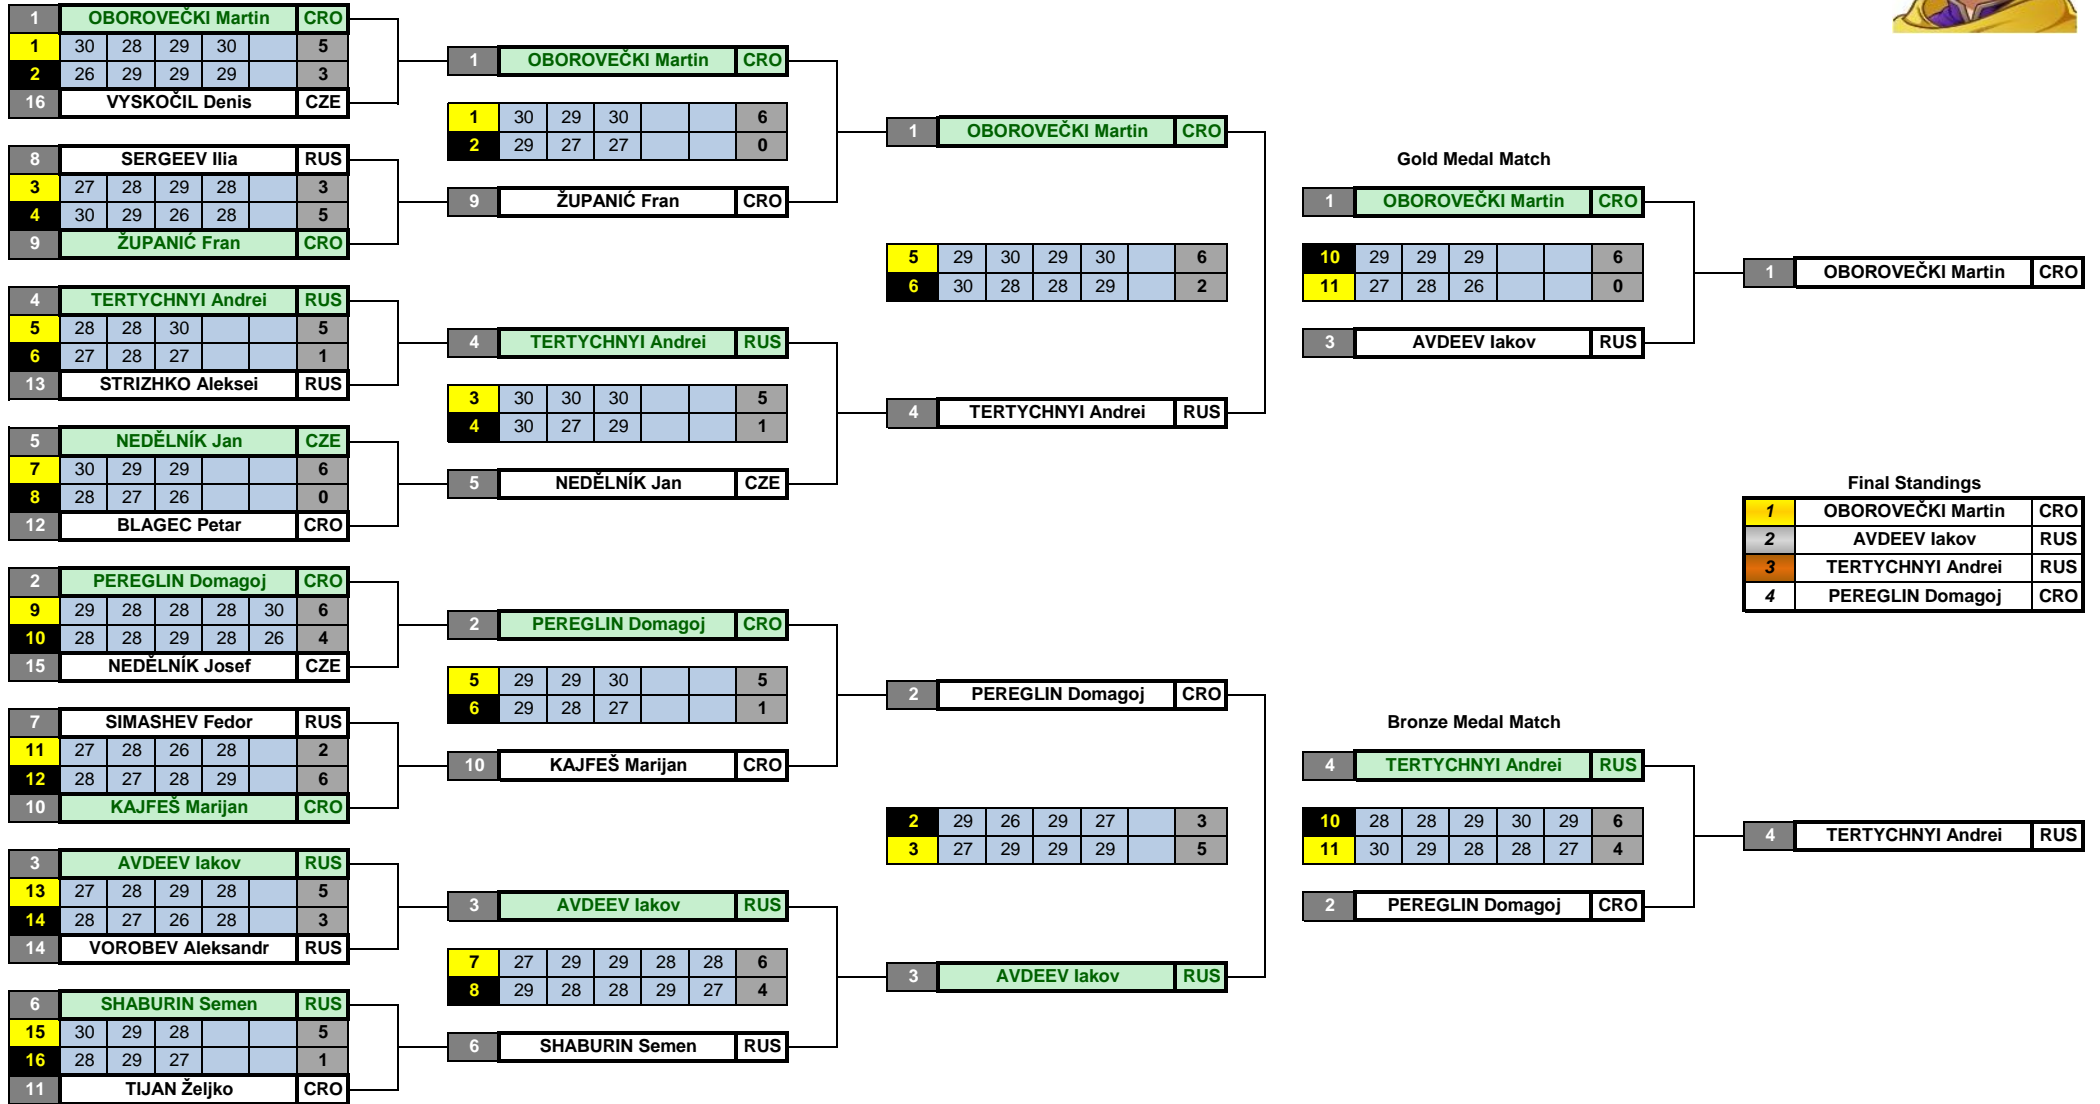 1 OBOROVEČKI Martin CRO
1 30 28 29 30 5
2 26 29 29 29 3
16 VYSKOČIL Denis CZE
8 SERGEEV Ilia RUS
3 27 28 29 28 3
4 30 29 26 28 5
9 ŽUPANIĆ Fran CRO
4 TERTYCHNYI Andrei RUS
5 28 28 30 5
6 27 28 27 1
13 STRIZHKO Aleksei RUS
5 NEDĚLNÍK Jan CZE
7 30 29 29 6
8 28 27 26 0
12 BLAGEC Petar CRO
2 PEREGLIN Domagoj CRO
9 29 28 28 28 30 6
10 28 28 29 28 26 4
15 NEDĚLNÍK Josef CZE
7 SIMASHEV Fedor RUS
11 27 28 26 28 2
12 28 27 28 29 6
10 KAJFEŠ Marijan CRO
3 AVDEEV Iakov RUS
13 27 28 29 28 5
14 28 27 26 28 3
14 VOROBEV Aleksandr RUS
6 SHABURIN Semen RUS
15 30 29 28 5
16 28 29 27 1
11 TIJAN Željko CRO
1 OBOROVEČKI Martin CRO
1 30 29 30 6
2 29 27 27 0
9 ŽUPANIĆ Fran CRO
4 TERTYCHNYI Andrei RUS
3 30 30 30 5
4 30 27 29 1
5 NEDĚLNÍK Jan CZE
2 PEREGLIN Domagoj CRO
5 29 29 30 5
6 29 28 27 1
10 KAJFEŠ Marijan CRO
3 AVDEEV Iakov RUS
7 27 29 29 28 28 6
8 29 28 28 29 27 4
6 SHABURIN Semen RUS
1 OBOROVEČKI Martin CRO
5 29 30 29 30 6
6 30 28 28 29 2
4 TERTYCHNYI Andrei RUS
2 PEREGLIN Domagoj CRO
2 29 26 29 27 3
3 27 29 29 29 5
3 AVDEEV Iakov RUS
Gold Medal Match
1 OBOROVEČKI Martin CRO
10 29 29 29 6
11 27 28 26 0
3 AVDEEV Iakov RUS
Bronze Medal Match
4 TERTYCHNYI Andrei RUS
10 28 28 29 30 29 6
11 30 29 28 28 27 4
2 PEREGLIN Domagoj CRO
1 OBOROVEČKI Martin CRO
Final Standings
1 OBOROVEČKI Martin CRO
2 AVDEEV Iakov RUS
3 TERTYCHNYI Andrei RUS
4 PEREGLIN Domagoj CRO
4 TERTYCHNYI Andrei RUS